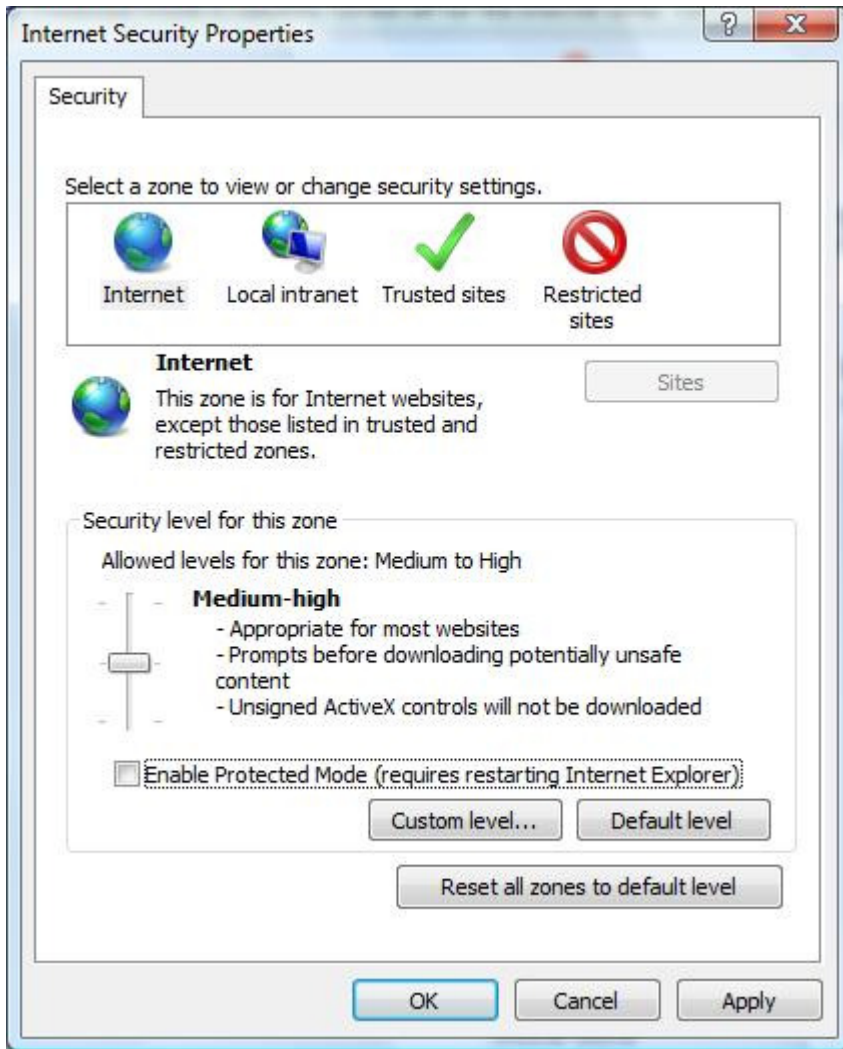 Internet Security Properties
?
X
Security
Select a zone to view or change security settings.
Internet
Local intranet
Trusted sites
Restricted
sites
Internet
This zone is for Internet websites,
except those listed in trusted and
restricted zones.
Sites
Security level for this zone
Allowed levels for this zone: Medium to High
Medium-high
- Appropriate for most websites
- Prompts before downloading potentially unsafe
content
- Unsigned ActiveX controls will not be downloaded
Enable Protected Mode (requires restarting Internet Explorer)
Custom level...
Default level
Reset all zones to default level
OK
Cancel
Apply